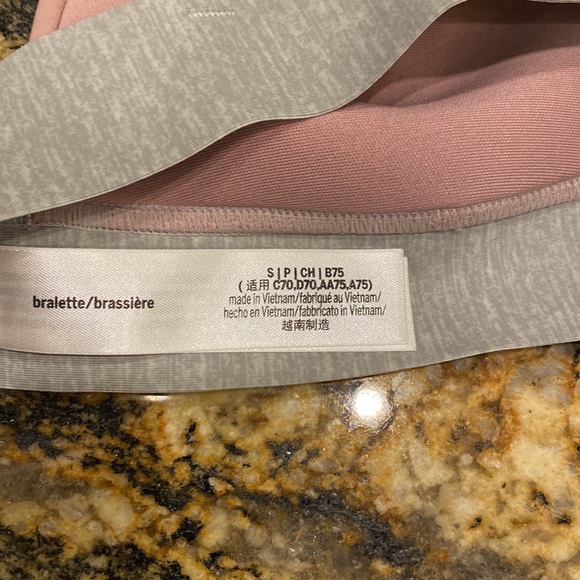 bralette/brassière
S | P | CH | B75
( 适用 C70,D70,AA75,A75)
made in Vietnam/fabriqué au Vietnam/
hecho en Vietnam/fabbricato in Vietnam/
越南制造